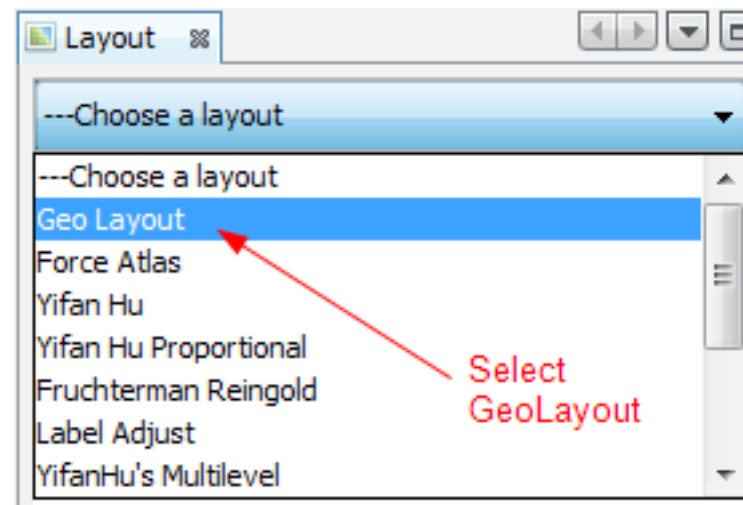 Layout
---Choose a layout
---Choose a layout
Geo Layout
Force Atlas
Yifan Hu
Yifan Hu Proportional
Fruchterman Reingold
Label Adjust
YifanHu's Multilevel
Select
GeoLayout